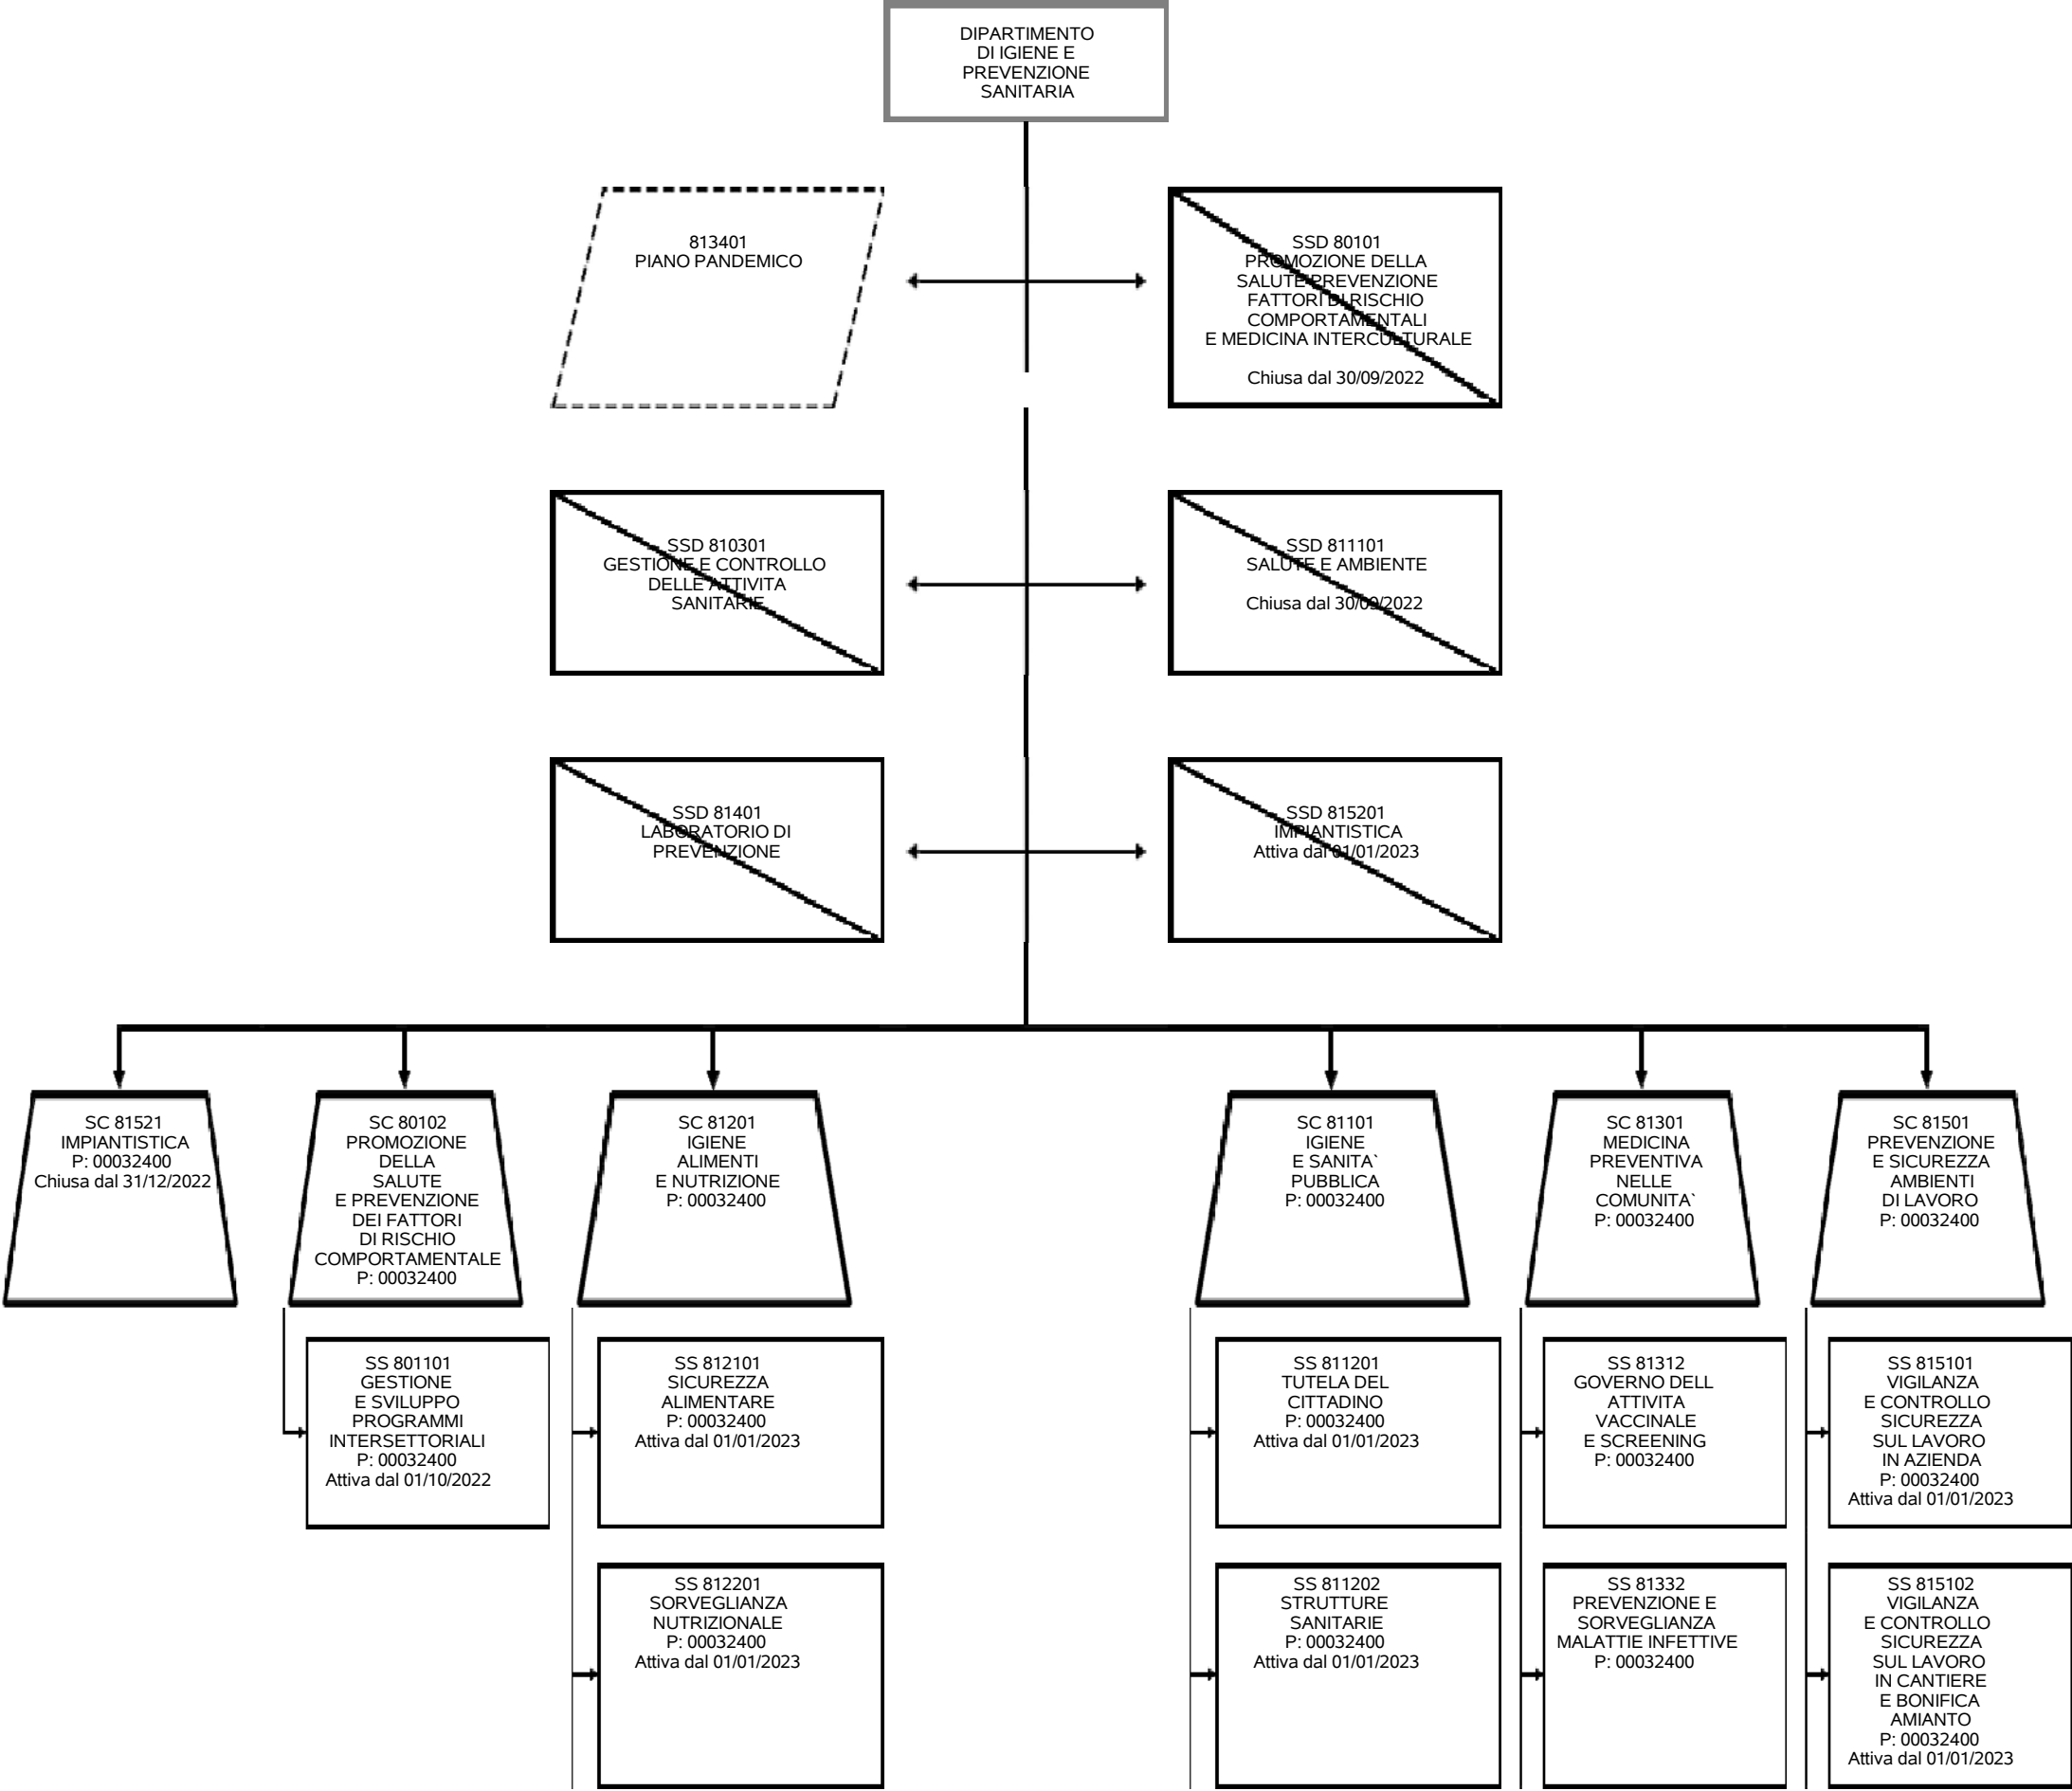 DIPARTIMENTO
DI IGIENE E
PREVENZIONE
SANITARIA
813401
PIANO PANDEMICO
SSD 80101
PROMOZIONE DELLA
SALUTE PREVENZIONE
FATTORI DI RISCHIO
COMPORTAMENTALI
E MEDICINA INTERCULTURALE
Chiusa dal 30/09/2022
SSD 810301
GESTIONE E CONTROLLO
DELLE ATTIVITA
SANITARIE
SSD 811101
SALUTE E AMBIENTE
Chiusa dal 30/09/2022
SSD 81401
LABORATORIO DI
PREVENZIONE
SSD 815201
IMPIANTISTICA
Attiva dal 01/01/2023
SC 81521
IMPIANTISTICA
P: 00032400
Chiusa dal 31/12/2022
SC 80102
PROMOZIONE
DELLA
SALUTE
E PREVENZIONE
DEI FATTORI
DI RISCHIO
COMPORTAMENTALE
P: 00032400
SC 81201
IGIENE
ALIMENTI
E NUTRIZIONE
P: 00032400
SC 81101
IGIENE
E SANITA`
PUBBLICA
P: 00032400
SC 81301
MEDICINA
PREVENTIVA
NELLE
COMUNITA`
P: 00032400
SC 81501
PREVENZIONE
E SICUREZZA
AMBIENTI
DI LAVORO
P: 00032400
SS 801101
GESTIONE
E SVILUPPO
PROGRAMMI
INTERSETTORIALI
P: 00032400
Attiva dal 01/10/2022
SS 812101
SICUREZZA
ALIMENTARE
P: 00032400
Attiva dal 01/01/2023
SS 811201
TUTELA DEL
CITTADINO
P: 00032400
Attiva dal 01/01/2023
SS 81312
GOVERNO DELL
ATTIVITA
VACCINALE
E SCREENING
P: 00032400
SS 815101
VIGILANZA
E CONTROLLO
SICUREZZA
SUL LAVORO
IN AZIENDA
P: 00032400
Attiva dal 01/01/2023
SS 812201
SORVEGLIANZA
NUTRIZIONALE
P: 00032400
Attiva dal 01/01/2023
SS 811202
STRUTTURE
SANITARIE
P: 00032400
Attiva dal 01/01/2023
SS 81332
PREVENZIONE E
SORVEGLIANZA
MALATTIE INFETTIVE
P: 00032400
SS 815102
VIGILANZA
E CONTROLLO
SICUREZZA
SUL LAVORO
IN CANTIERE
E BONIFICA
AMIANTO
P: 00032400
Attiva dal 01/01/2023